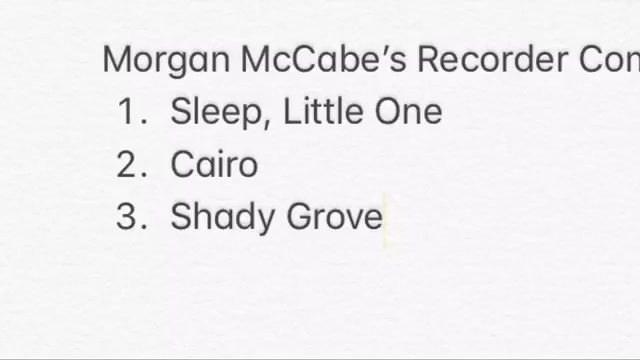 Morgan McCabe’s Recorder Con
1. Sleep, Little One
2. Cairo
3. Shady Grove